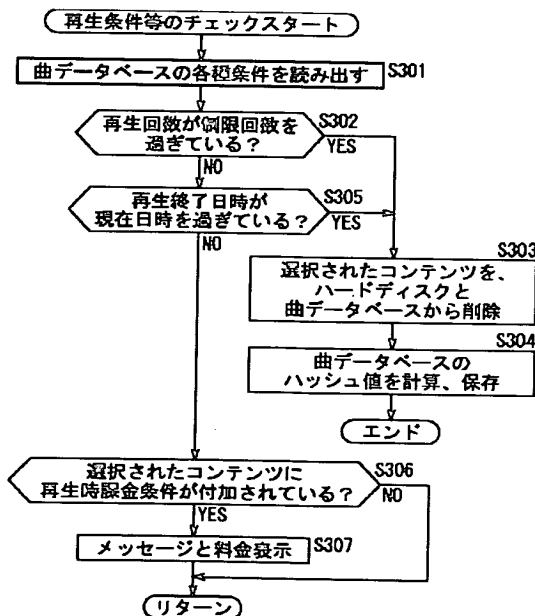 再生条件等のチェックスタート
曲データベースの各種条件を読み出す
S301
再生回数が制限回数を
過ぎている？
S302
YES
NO
再生終了日時が
現在日時を過ぎている？
S305
YES
NO
S303
選択されたコンテンツを、
ハードディスクと
曲データベースから削除
S304
曲データベースの
ハッシュ値を計算、保存
エンド
選択されたコンテンツに
再生時課金条件が付加されている？
S306
NO
YES
メッセージと料金表示
S307
リターン